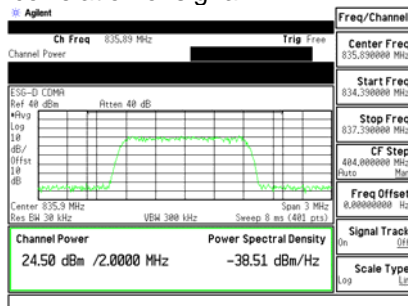 Agilent
Freq/Channel
Ch Freq 835.89 MHz Trig Free
Channel Power
Center Freq
835.890000 MHz
Start Freq
834.390000 MHz
Stop Freq
837.390000 MHz
CF Step
404.000000 MHz
Auto Man
Freq Offset
0.00000000 Hz
Signal Track
On Off
Scale Type
Log Lin
ESG-D CDMA
Ref 40 dBm Atten 40 dB
#Avg
Log
10
dB/
Offst
10
dB
Center 835.9 MHz Span 3 MHz
Res BW 30 kHz VBW 300 kHz Sweep 8 ms (401 pts)
Channel Power Power Spectral Density
24.50 dBm /2.0000 MHz -38.51 dBm/Hz